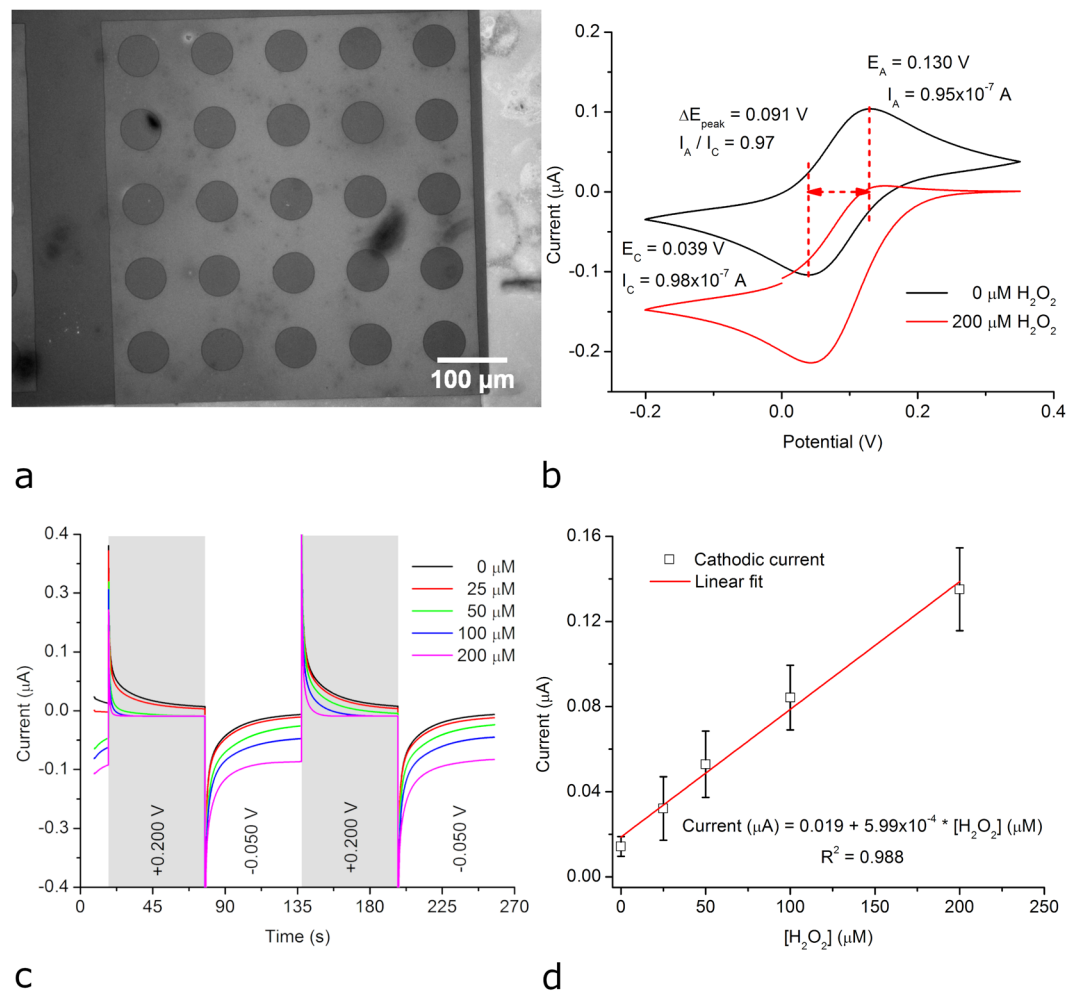 100 μm
a
0.2
0.1
0.0
-0.1
-0.2
Current (μA)
E_A = 0.130 V
I_A = 0.95x10^-7 A
ΔE_peak = 0.091 V
I_A / I_C = 0.97
E_C = 0.039 V
I_C = 0.98x10^-7 A
0 μM H₂O₂
200 μM H₂O₂
-0.2 0.0 0.2 0.4
Potential (V)
b
0.4
0.3
0.1
0.0
-0.1
-0.3
-0.4
Current (μA)
0 μM
25 μM
50 μM
100 μM
200 μM
+0.200 V
-0.050 V
+0.200 V
-0.050 V
0 45 90 135 180 225 270
Time (s)
c
0.16
0.12
0.08
0.04
0.00
Current (μA)
Cathodic current
Linear fit
Current (μA) = 0.019 + 5.99x10^-4 * [H₂O₂] (μM)
R² = 0.988
0 50 100 150 200 250
[H₂O₂] (μM)
d